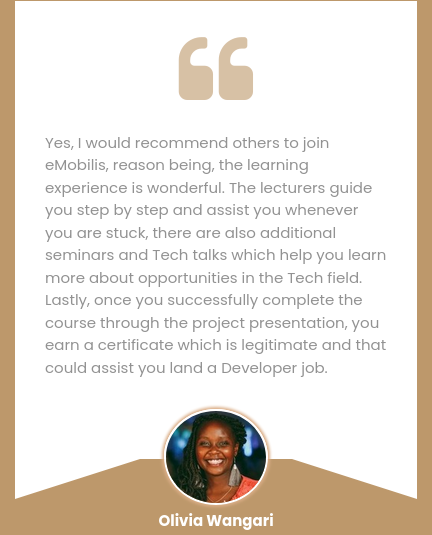 Yes, I would recommend others to join
eMobilis, reason being, the learning
experience is wonderful. The lecturers guide
you step by step and assist you whenever
you are stuck, there are also additional
seminars and Tech talks which help you learn
more about opportunities in the Tech field.
Lastly, once you successfully complete the
course through the project presentation, you
earn a certificate which is legitimate and that
could assist you land a Developer job.
Olivia Wangari